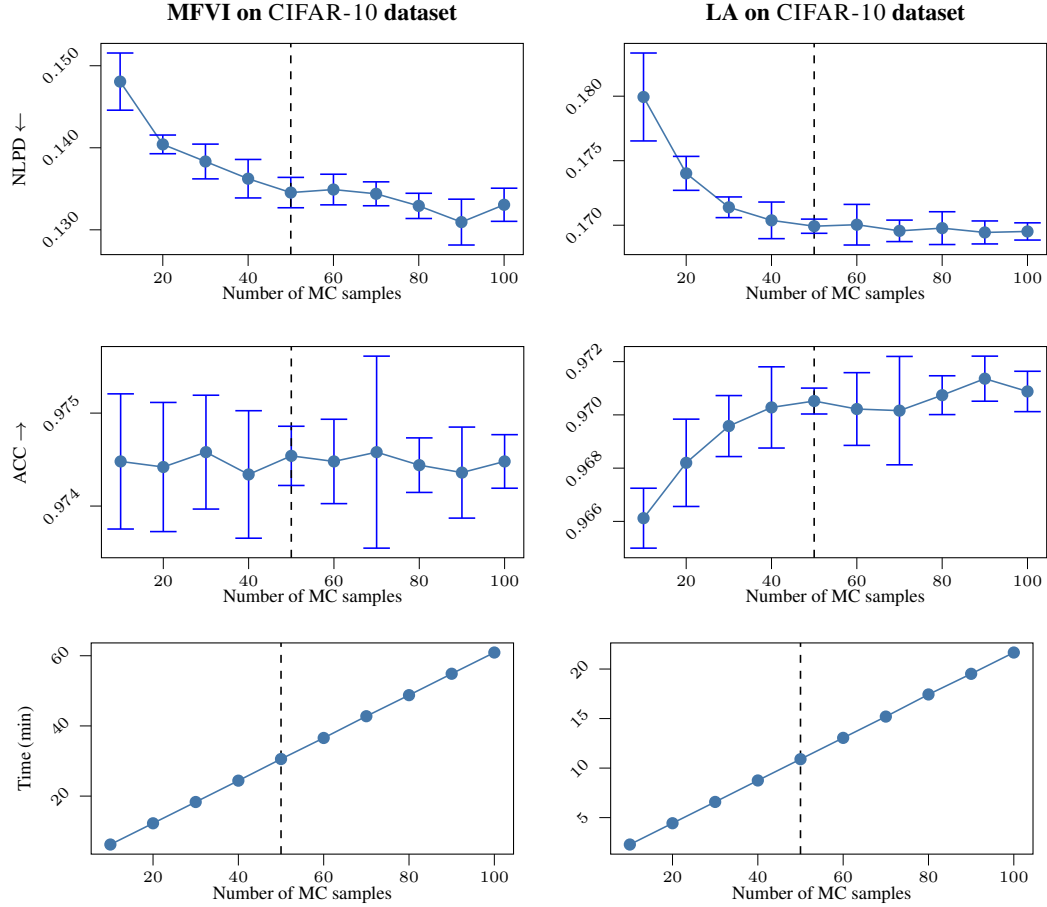 MFVI on CIFAR-10 dataset
LA on CIFAR-10 dataset
NLPD ←
0.150
0.140
0.130
20 40 60 80 100
Number of MC samples
0.180
0.175
0.170
20 40 60 80 100
Number of MC samples
ACC →
0.975
0.974
20 40 60 80 100
Number of MC samples
0.972
0.970
0.968
0.966
20 40 60 80 100
Number of MC samples
Time (min)
60
40
20
20 40 60 80 100
Number of MC samples
20
15
10
5
20 40 60 80 100
Number of MC samples